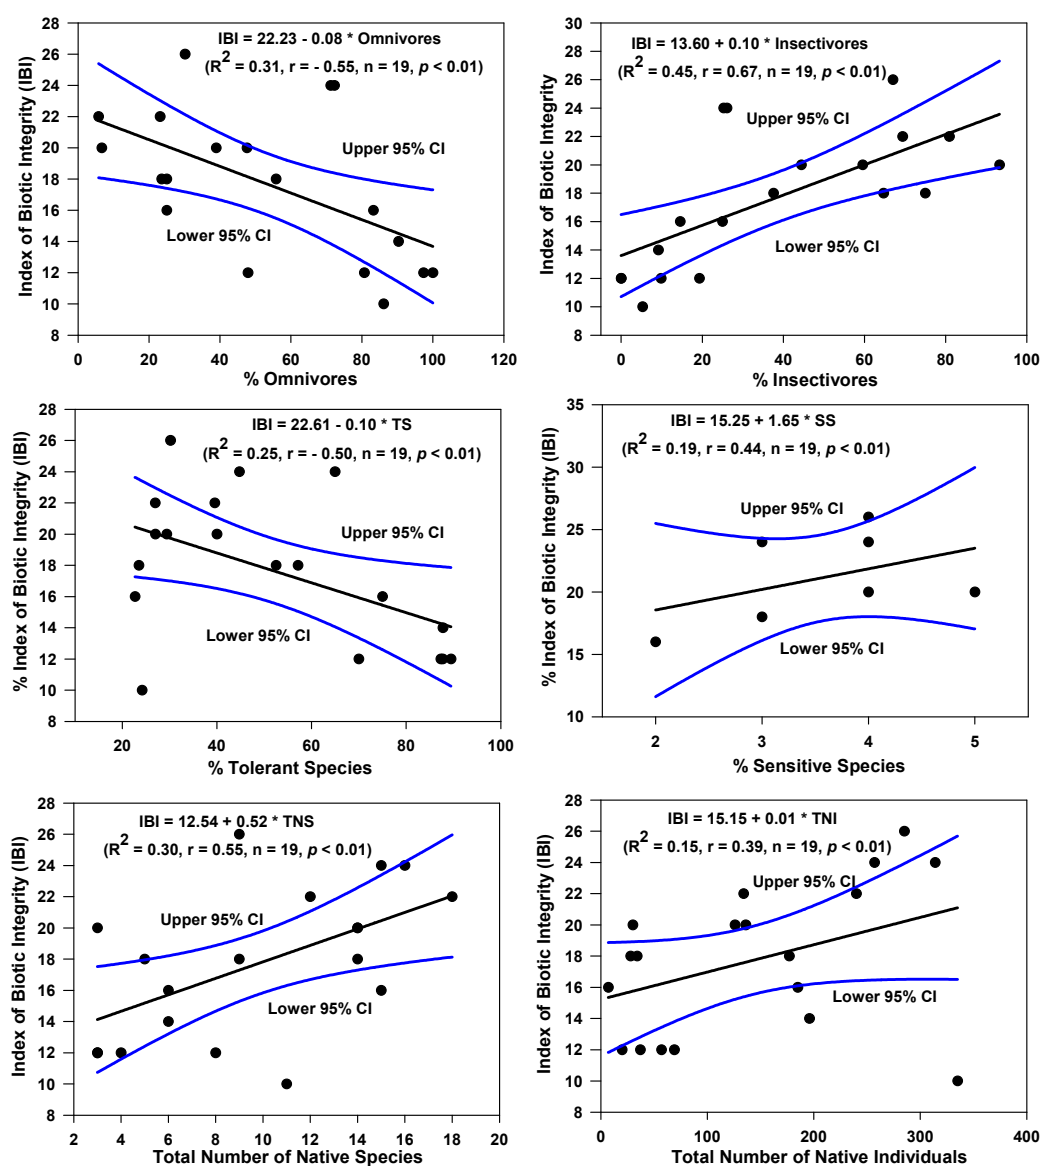 IBI = 22.23 - 0.08 * Omnivores
(R2 = 0.31, r = - 0.55, n = 19, p < 0.01)
Upper 95% CI
Lower 95% CI
Index of Biotic Integrity (IBI)
28
26
24
22
20
18
16
14
12
10
8
0 20 40 60 80 100 120
% Omnivores
IBI = 13.60 + 0.10 * Insectivores
(R2 = 0.45, r = 0.67, n = 19, p < 0.01)
Upper 95% CI
Lower 95% CI
Index of Biotic Integrity
30
28
26
24
22
20
18
16
14
12
10
8
0 20 40 60 80 100
% Insectivores
IBI = 22.61 - 0.10 * TS
(R2 = 0.25, r = - 0.50, n = 19, p < 0.01)
Upper 95% CI
Lower 95% CI
% Index of Biotic Integrity (IBI)
28
26
24
22
20
18
16
14
12
10
8
20 40 60 80 100
% Tolerant Species
IBI = 15.25 + 1.65 * SS
(R2 = 0.19, r = 0.44, n = 19, p < 0.01)
Upper 95% CI
Lower 95% CI
% Index of Biotic Integrity (IBI)
35
30
25
20
15
10
2 3 4 5
% Sensitive Species
IBI = 12.54 + 0.52 * TNS
(R2 = 0.30, r = 0.55, n = 19, p < 0.01)
Upper 95% CI
Lower 95% CI
Index of Biotic Integrity (IBI)
28
26
24
22
20
18
16
14
12
10
8
2 4 6 8 10 12 14 16 18 20
Total Number of Native Species
IBI = 15.15 + 0.01 * TNI
(R2 = 0.15, r = 0.39, n = 19, p < 0.01)
Upper 95% CI
Lower 95% CI
Index of Biotic Integrity (IBI)
28
26
24
22
20
18
16
14
12
10
8
0 100 200 300 400
Total Number of Native Individuals